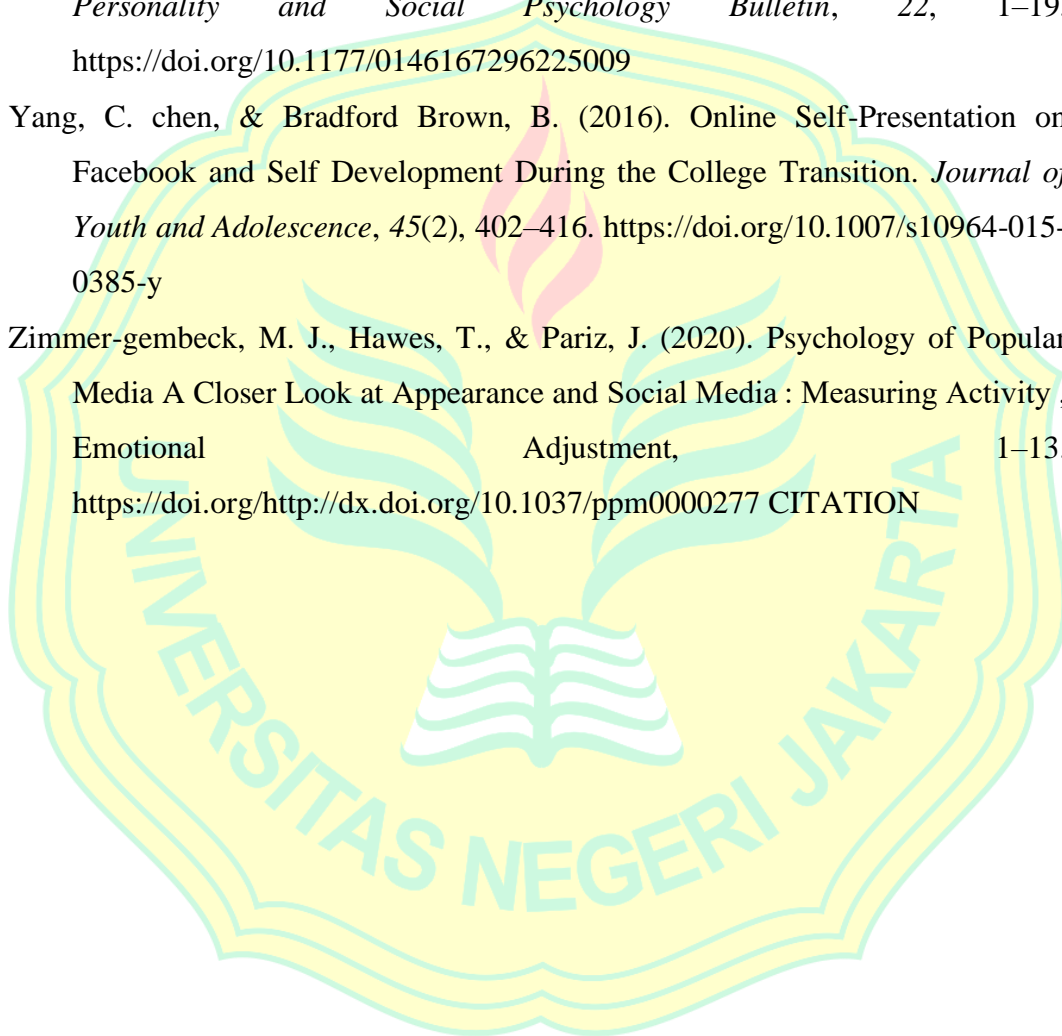 Personality and Social Psychology Bulletin, 22, 1–19.
https://doi.org/10.1177/0146167296225009
Yang, C. chen, & Bradford Brown, B. (2016). Online Self-Presentation on
Facebook and Self Development During the College Transition. Journal of
Youth and Adolescence, 45(2), 402–416. https://doi.org/10.1007/s10964-015-
0385-y
Zimmer-gembeck, M. J., Hawes, T., & Pariz, J. (2020). Psychology of Popular
Media A Closer Look at Appearance and Social Media : Measuring Activity ,
Emotional Adjustment, 1–13.
https://doi.org/http://dx.doi.org/10.1037/ppm0000277 CITATION
UNIVERSITAS NEGERI JAKARTA